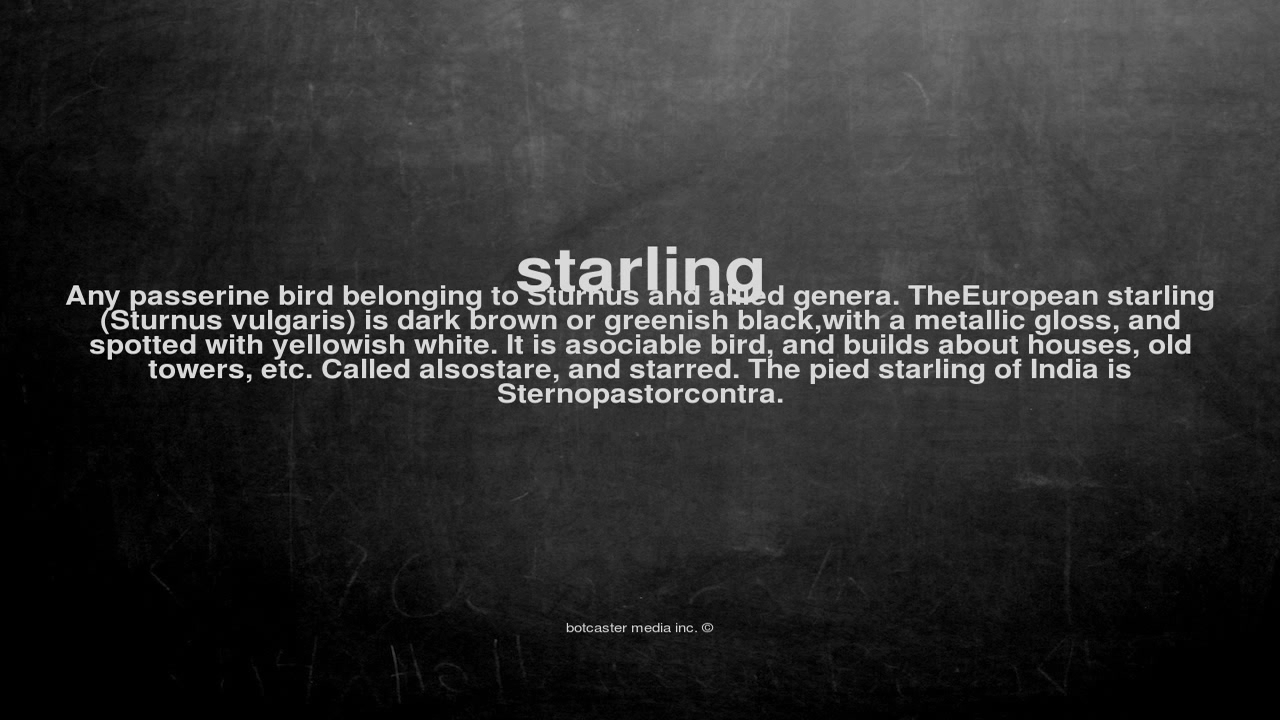 starling
Any passerine bird belonging to Sturnus and allied genera. TheEuropean starling
(Sturnus vulgaris) is dark brown or greenish black,with a metallic gloss, and
spotted with yellowish white. It is asociable bird, and builds about houses, old
towers, etc. Called alsostare, and starred. The pied starling of India is
Sternopastorcontra.
botcaster media inc. ©